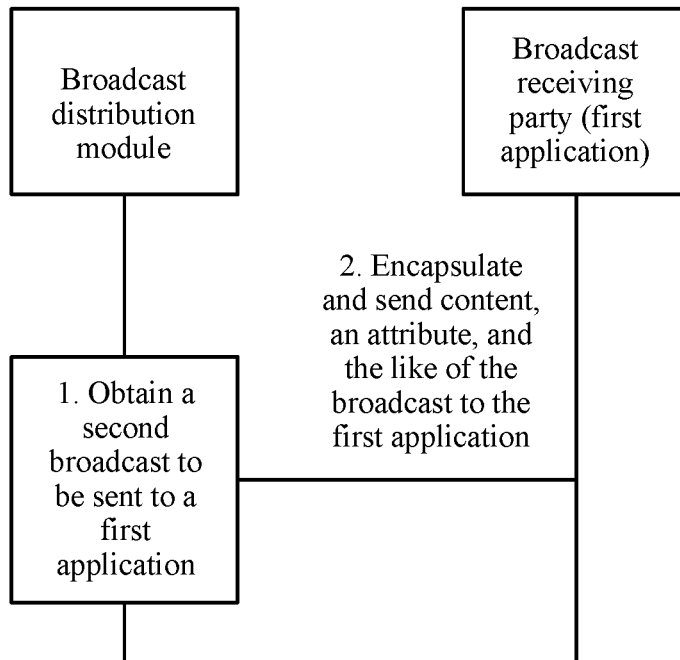 Broadcast
distribution
module
Broadcast
receiving
party (first
application)
2. Encapsulate
and send content,
an attribute, and
the like of the
broadcast to the
first application
1. Obtain a
second
broadcast to
be sent to a
first
application